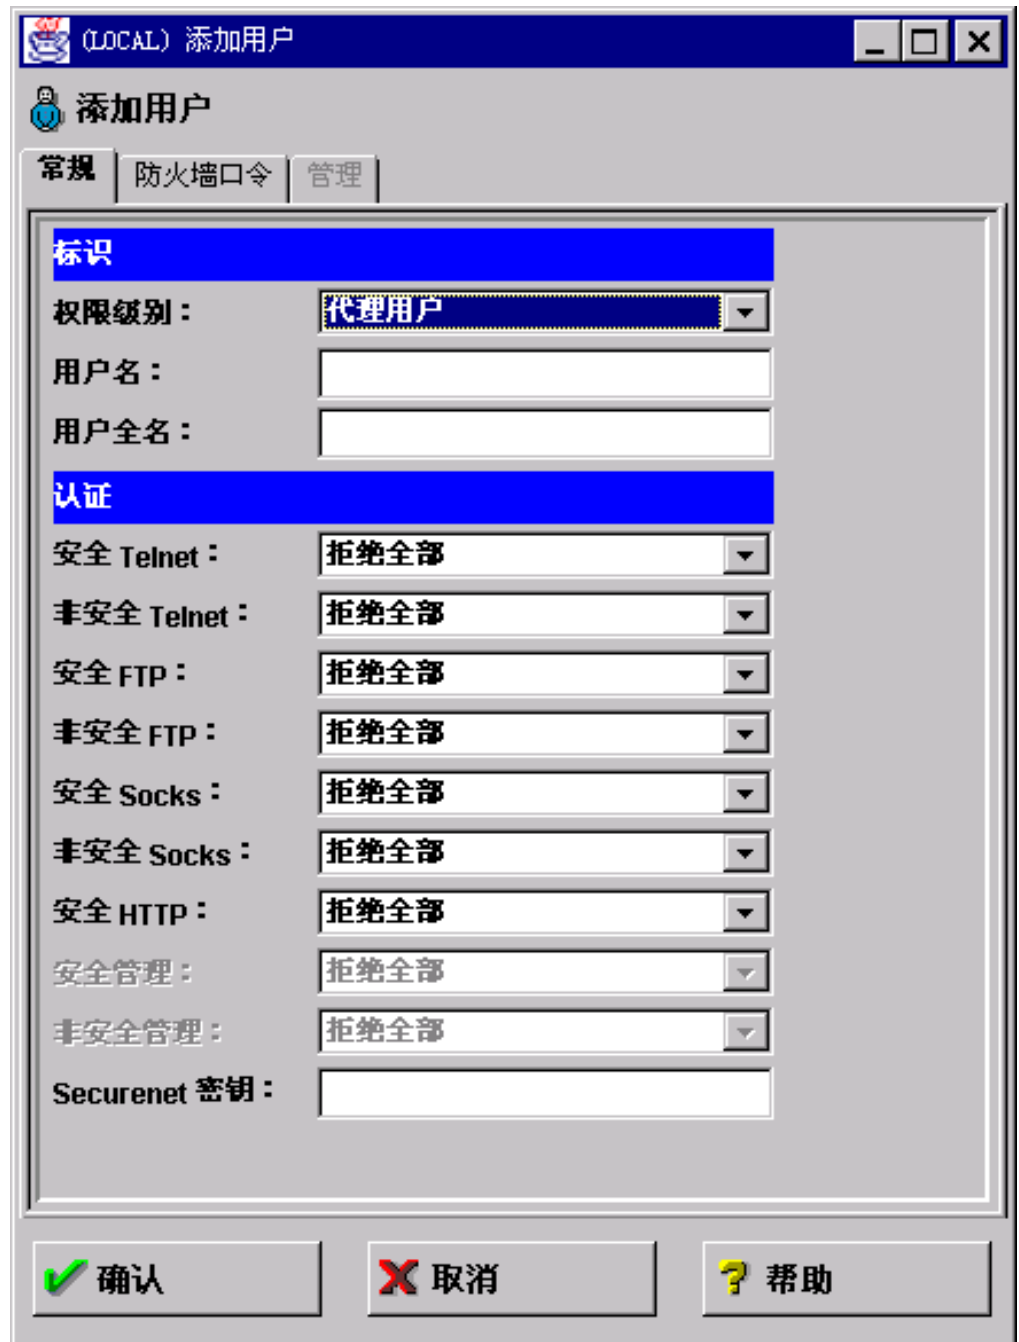 (LOCAL) 添加用户
添加用户
常规 防火墙口令 管理
标识
权限级别： 代理用户
用户名：
用户全名：
认证
安全 Telnet： 拒绝全部
非安全 Telnet： 拒绝全部
安全 FTP： 拒绝全部
非安全 FTP： 拒绝全部
安全 Socks： 拒绝全部
非安全 Socks： 拒绝全部
安全 HTTP： 拒绝全部
安全管理： 拒绝全部
非安全管理： 拒绝全部
Securenet 密钥：
确认 取消 帮助